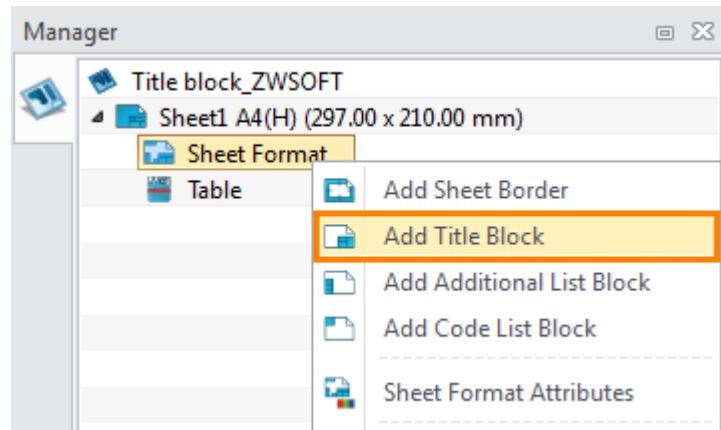 Manager
Title block_ZWSOFT
Sheet1 A4(H) (297.00 x 210.00 mm)
Sheet Format
Table
Add Sheet Border
Add Title Block
Add Additional List Block
Add Code List Block
Sheet Format Attributes